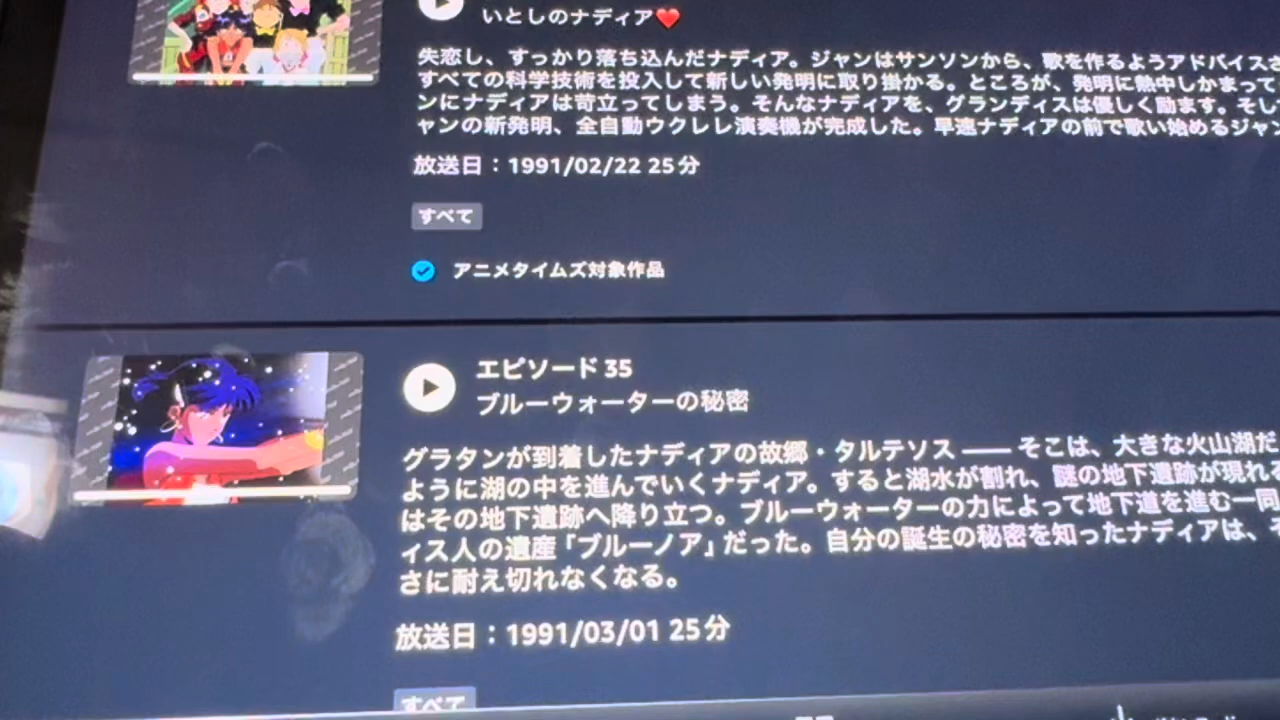 いとしのナディア❤️
失恋し、すっかり落ち込んだナディア。ジャンはサンソンから、歌を作るようアドバイスさ
すべての科学技術を投入して新しい発明に取り掛かる。ところが、発明に熱中しかまって
ンにナディアは苛立ってしまう。そんなナディアを、グランディスは優しく励ます。そし
ャンの新発明、全自動ウクレレ演奏機が完成した。早速ナディアの前で歌い始めるジャン
放送日：1991/02/22 25分
すべて
アニメタイムズ対象作品
エピソード 35
ブルーウォーターの秘密
グラタンが到着したナディアの故郷・タルテソス ―― そこは、大きな火山湖だ
ように湖の中を進んでいくナディア。すると湖水が割れ、謎の地下遺跡が現れ
はその地下遺跡へ降り立つ。ブルーウォーターの力によって地下道を進む一同
ィス人の遺産「ブルーノア」だった。自分の誕生の秘密を知ったナディアは、そ
さに耐え切れなくなる。
放送日：1991/03/01 25分
すべて